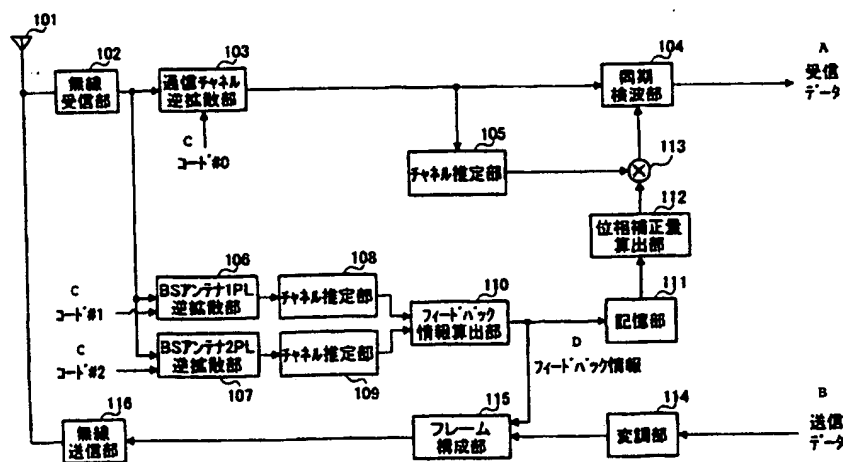 101
102
無線
受信部
103
通信チャネル
逆拡散部
C
コード#0
104
同期
検波部
A
受信
データ
105
チャネル推定部
113
112
位相補正量
算出部
106
BSアンテナ1PL
逆拡散部
C
コード#1
108
チャネル推定部
110
フィードバック
情報算出部
111
記憶部
C
コード#2
BSアンテナ2PL
逆拡散部
107
チャネル推定部
109
D
フィードバック情報
116
無線
送信部
115
フレーム
構成部
114
変調部
B
送信
データ